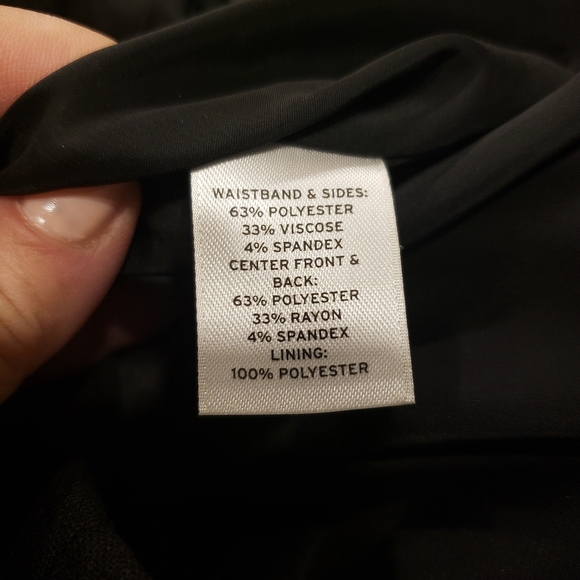 WAISTBAND & SIDES:
63% POLYESTER
33% VISCOSE
4% SPANDEX
CENTER FRONT &
BACK:
63% POLYESTER
33% RAYON
4% SPANDEX
LINING:
100% POLYESTER